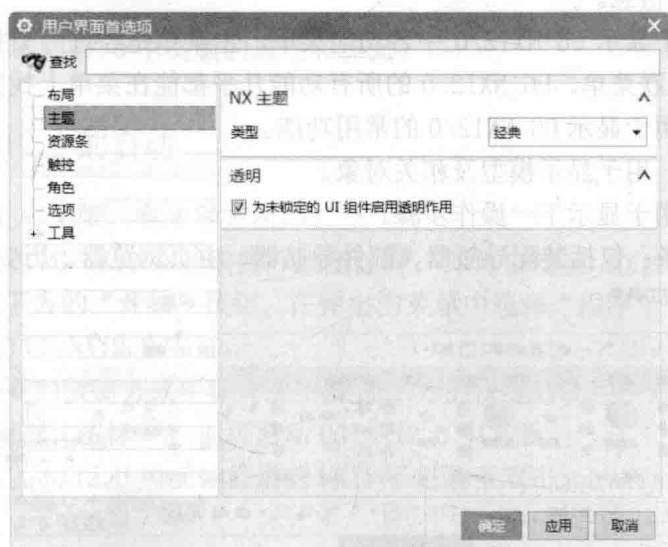 用户界面首选项
查找
布局
主题
资源条
触控
角色
选项
工具
NX 主题
类型
经典
透明
为未锁定的 UI 组件启用透明作用
确定
应用
取消